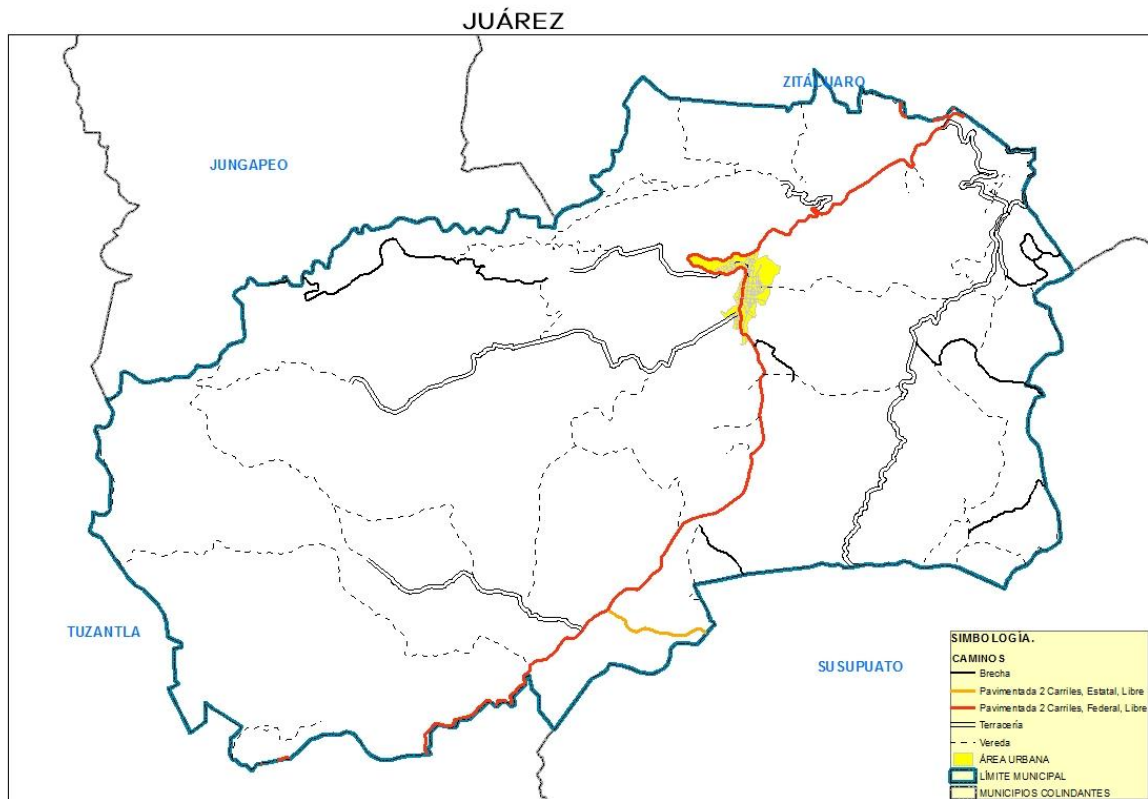 JUÁREZ
ZITÁCUARO
JUNGAPEO
TUZANTLA
SUSUPUATO
SIMBOLOGÍA.
CAMINOS
Brecha
Pavimentada 2 Carriles, Estatal, Libre
Pavimentada 2 Carriles, Federal, Libre
Terracería
Vereda
ÁREA URBANA
LÍMITE MUNICIPAL
MUNICIPIOS COLINDANTES